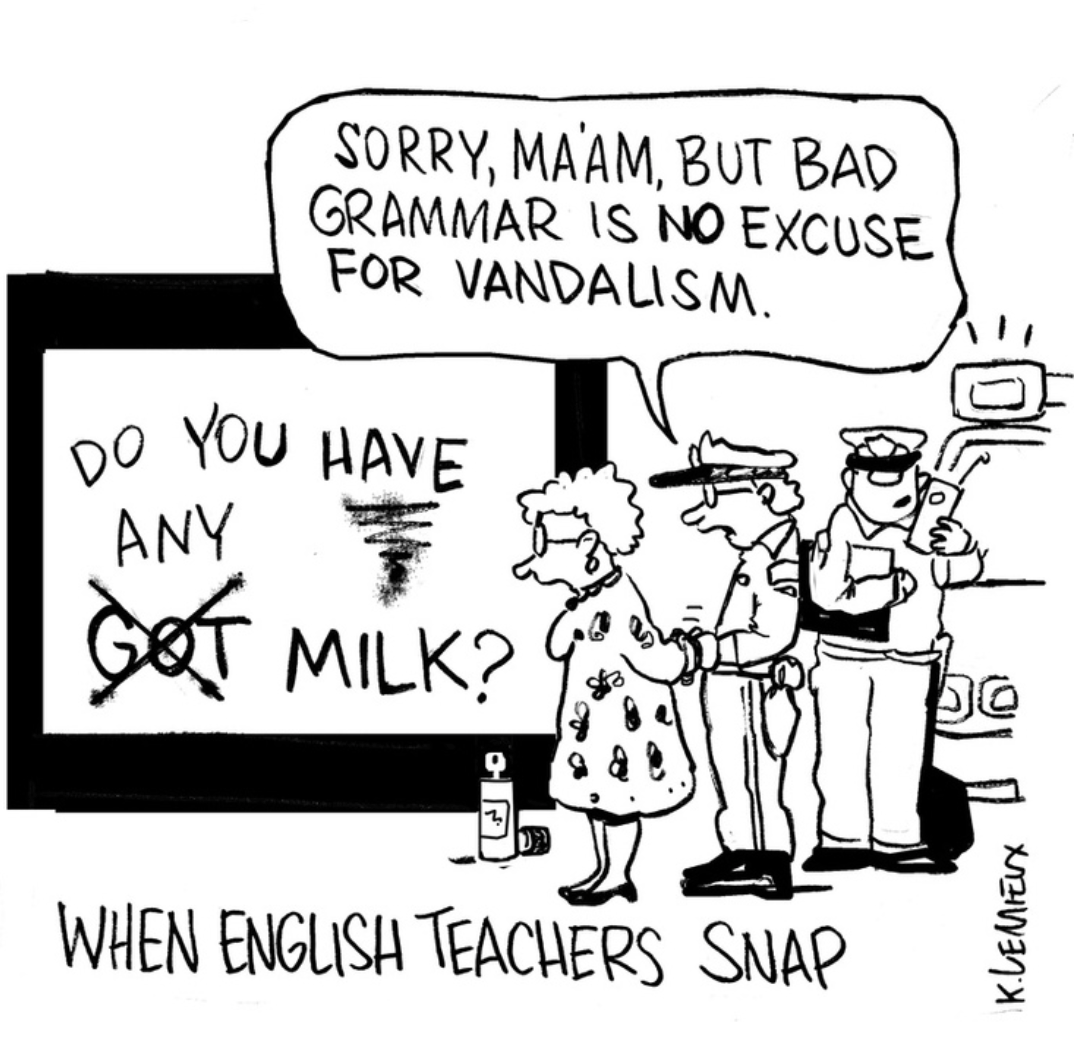 SORRY, MA'AM, BUT BAD
GRAMMAR IS NO EXCUSE
FOR VANDALISM.
DO YOU HAVE
ANY
GOT MILK?
WHEN ENGLISH TEACHERS SNAP
K.LEMIEUX